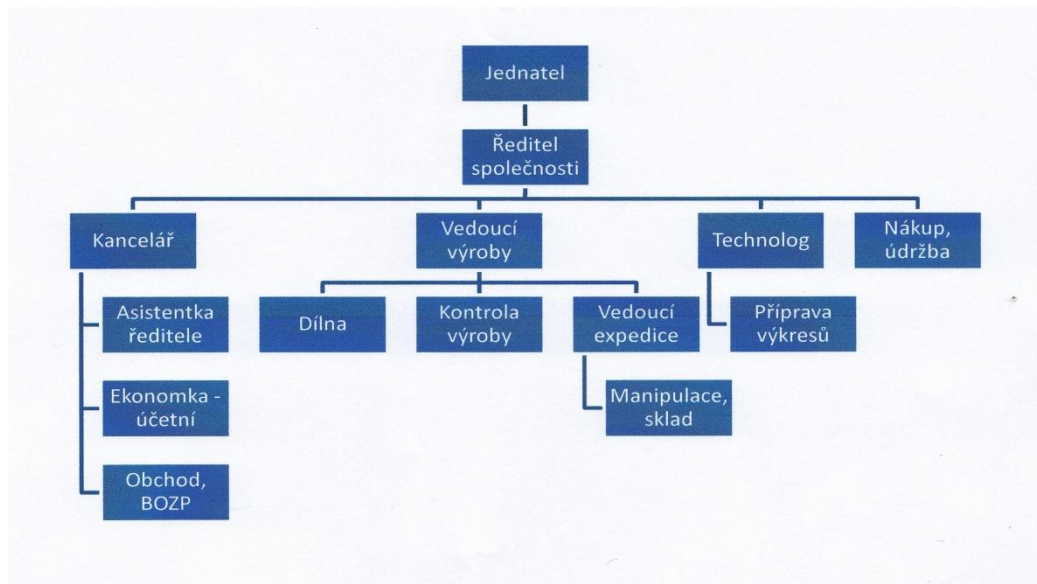 Jednatel
Ředitel
společnosti
Kancelář
Vedoucí
výroby
Technolog
Nákup,
údržba
Asistentka
ředitele
Dílna
Kontrola
výroby
Vedoucí
expedice
Příprava
výkresů
Ekonomka -
účetní
Manipulace,
sklad
Obchod,
BOZP